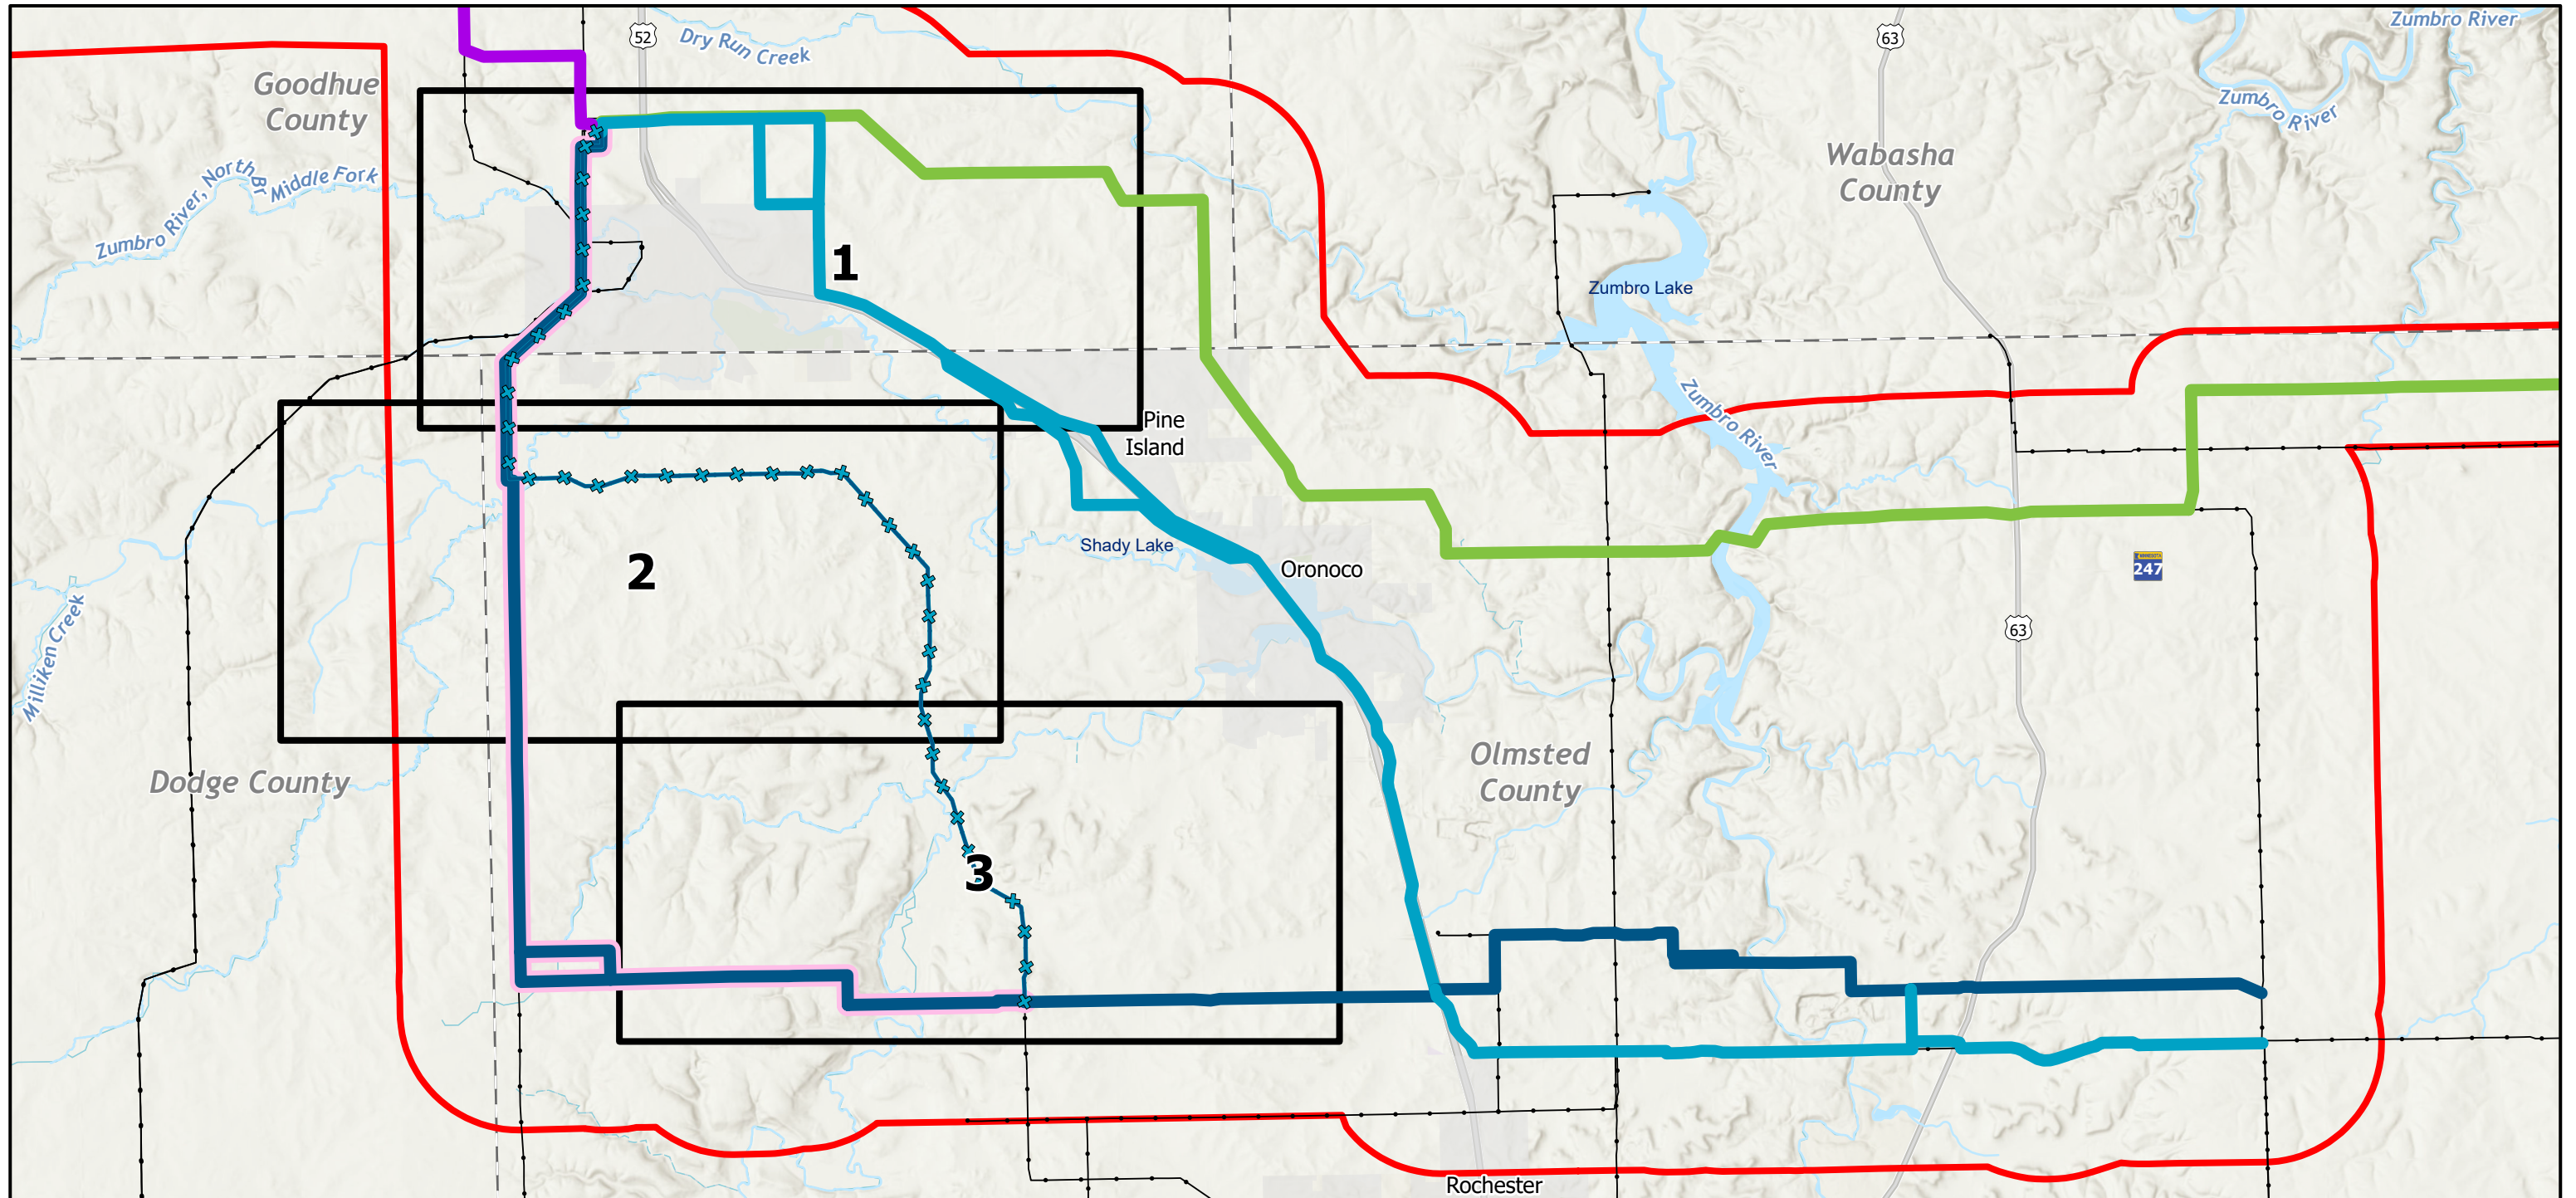 Zumbro River
52
63
Dry Run Creek
Goodhue
County
Zumbro River, North Br
Middle Fork
Zumbro River
Wabasha
County
1
Zumbro Lake
Zumbro River
Pine
Island
Shady Lake
Oronoco
2
MINNESOTA
247
63
Milliken Creek
Dodge County
Olmsted
County
3
Rochester